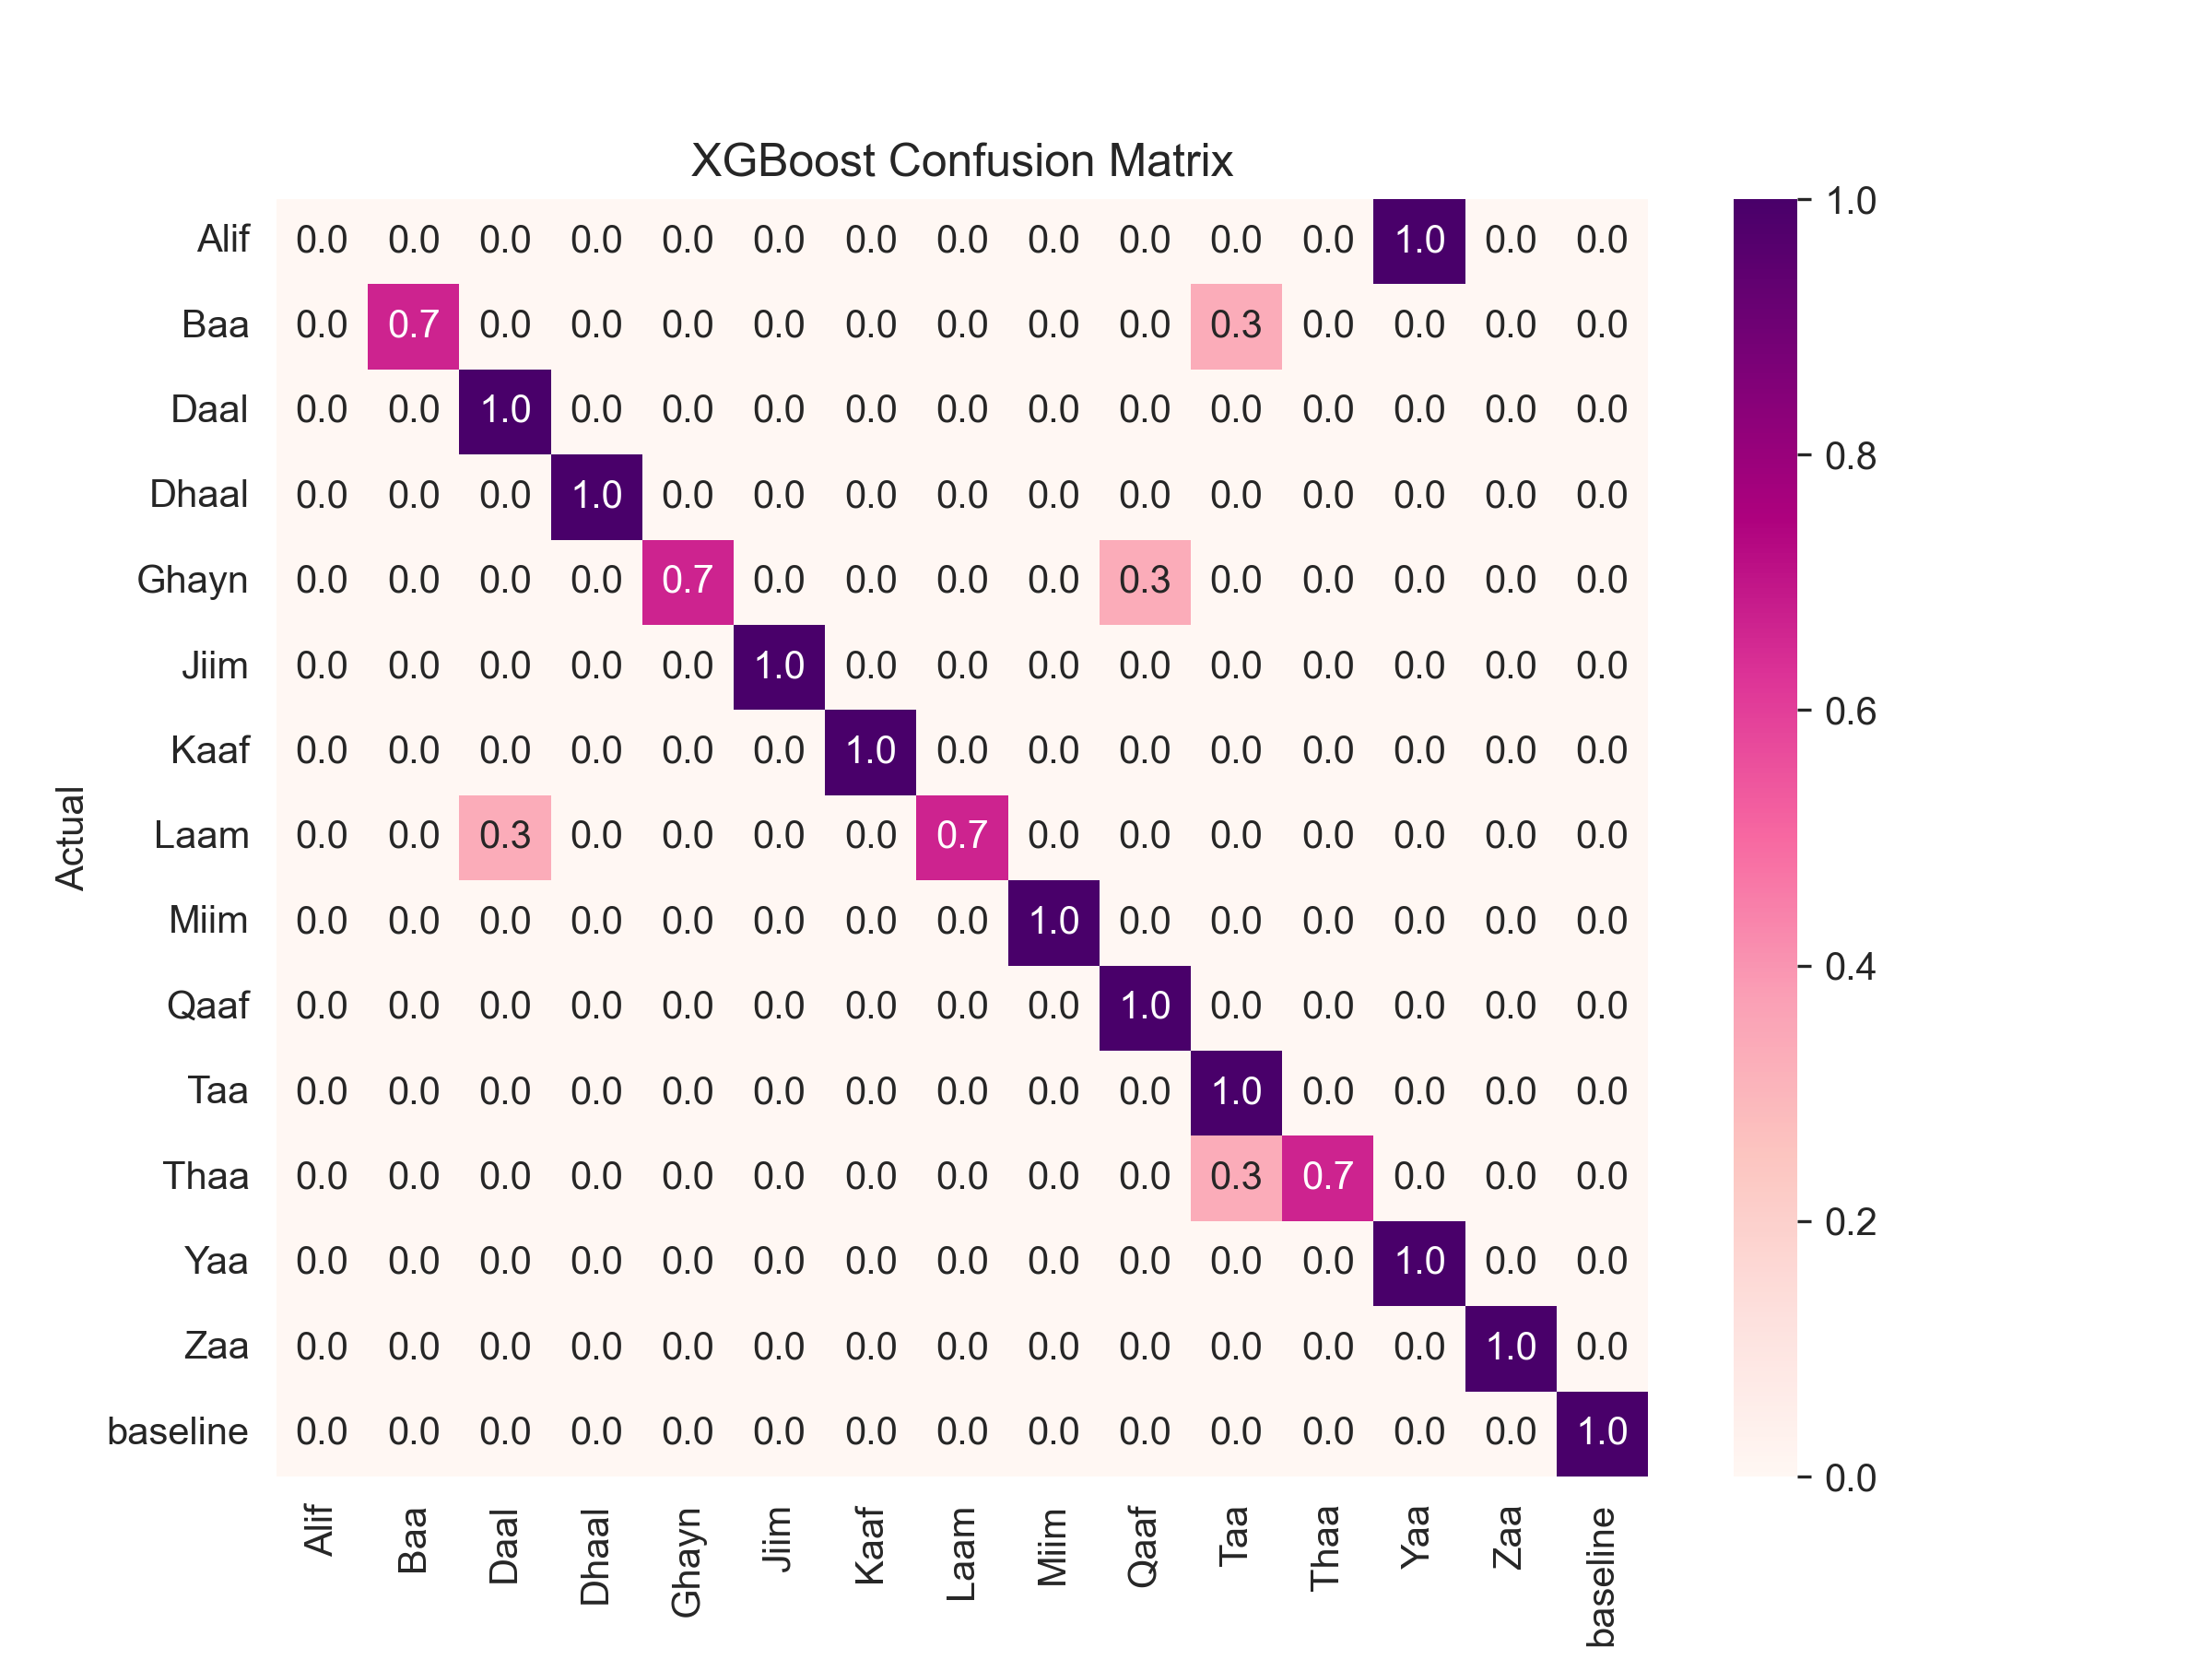 XGBoost Confusion Matrix
Alif 0.0 0.0 0.0 0.0 0.0 0.0 0.0 0.0 0.0 0.0 0.0 0.0 1.0 0.0 0.0
Baa 0.0 0.7 0.0 0.0 0.0 0.0 0.0 0.0 0.0 0.0 0.3 0.0 0.0 0.0 0.0
Daal 0.0 0.0 1.0 0.0 0.0 0.0 0.0 0.0 0.0 0.0 0.0 0.0 0.0 0.0 0.0
Dhaal 0.0 0.0 0.0 1.0 0.0 0.0 0.0 0.0 0.0 0.0 0.0 0.0 0.0 0.0 0.0
Ghayn 0.0 0.0 0.0 0.0 0.7 0.0 0.0 0.0 0.0 0.3 0.0 0.0 0.0 0.0 0.0
Jiim 0.0 0.0 0.0 0.0 0.0 1.0 0.0 0.0 0.0 0.0 0.0 0.0 0.0 0.0 0.0
Kaaf 0.0 0.0 0.0 0.0 0.0 0.0 1.0 0.0 0.0 0.0 0.0 0.0 0.0 0.0 0.0
Laam 0.0 0.0 0.3 0.0 0.0 0.0 0.0 0.7 0.0 0.0 0.0 0.0 0.0 0.0 0.0
Miim 0.0 0.0 0.0 0.0 0.0 0.0 0.0 0.0 1.0 0.0 0.0 0.0 0.0 0.0 0.0
Qaaf 0.0 0.0 0.0 0.0 0.0 0.0 0.0 0.0 0.0 1.0 0.0 0.0 0.0 0.0 0.0
Taa 0.0 0.0 0.0 0.0 0.0 0.0 0.0 0.0 0.0 0.0 1.0 0.0 0.0 0.0 0.0
Thaa 0.0 0.0 0.0 0.0 0.0 0.0 0.0 0.0 0.0 0.0 0.3 0.7 0.0 0.0 0.0
Yaa 0.0 0.0 0.0 0.0 0.0 0.0 0.0 0.0 0.0 0.0 0.0 0.0 1.0 0.0 0.0
Zaa 0.0 0.0 0.0 0.0 0.0 0.0 0.0 0.0 0.0 0.0 0.0 0.0 0.0 1.0 0.0
baseline 0.0 0.0 0.0 0.0 0.0 0.0 0.0 0.0 0.0 0.0 0.0 0.0 0.0 0.0 1.0
Alif Baa Daal Dhaal Ghayn Jiim Kaaf Laam Miim Qaaf Taa Thaa Yaa Zaa baseline
Actual
1.0
0.8
0.6
0.4
0.2
0.0